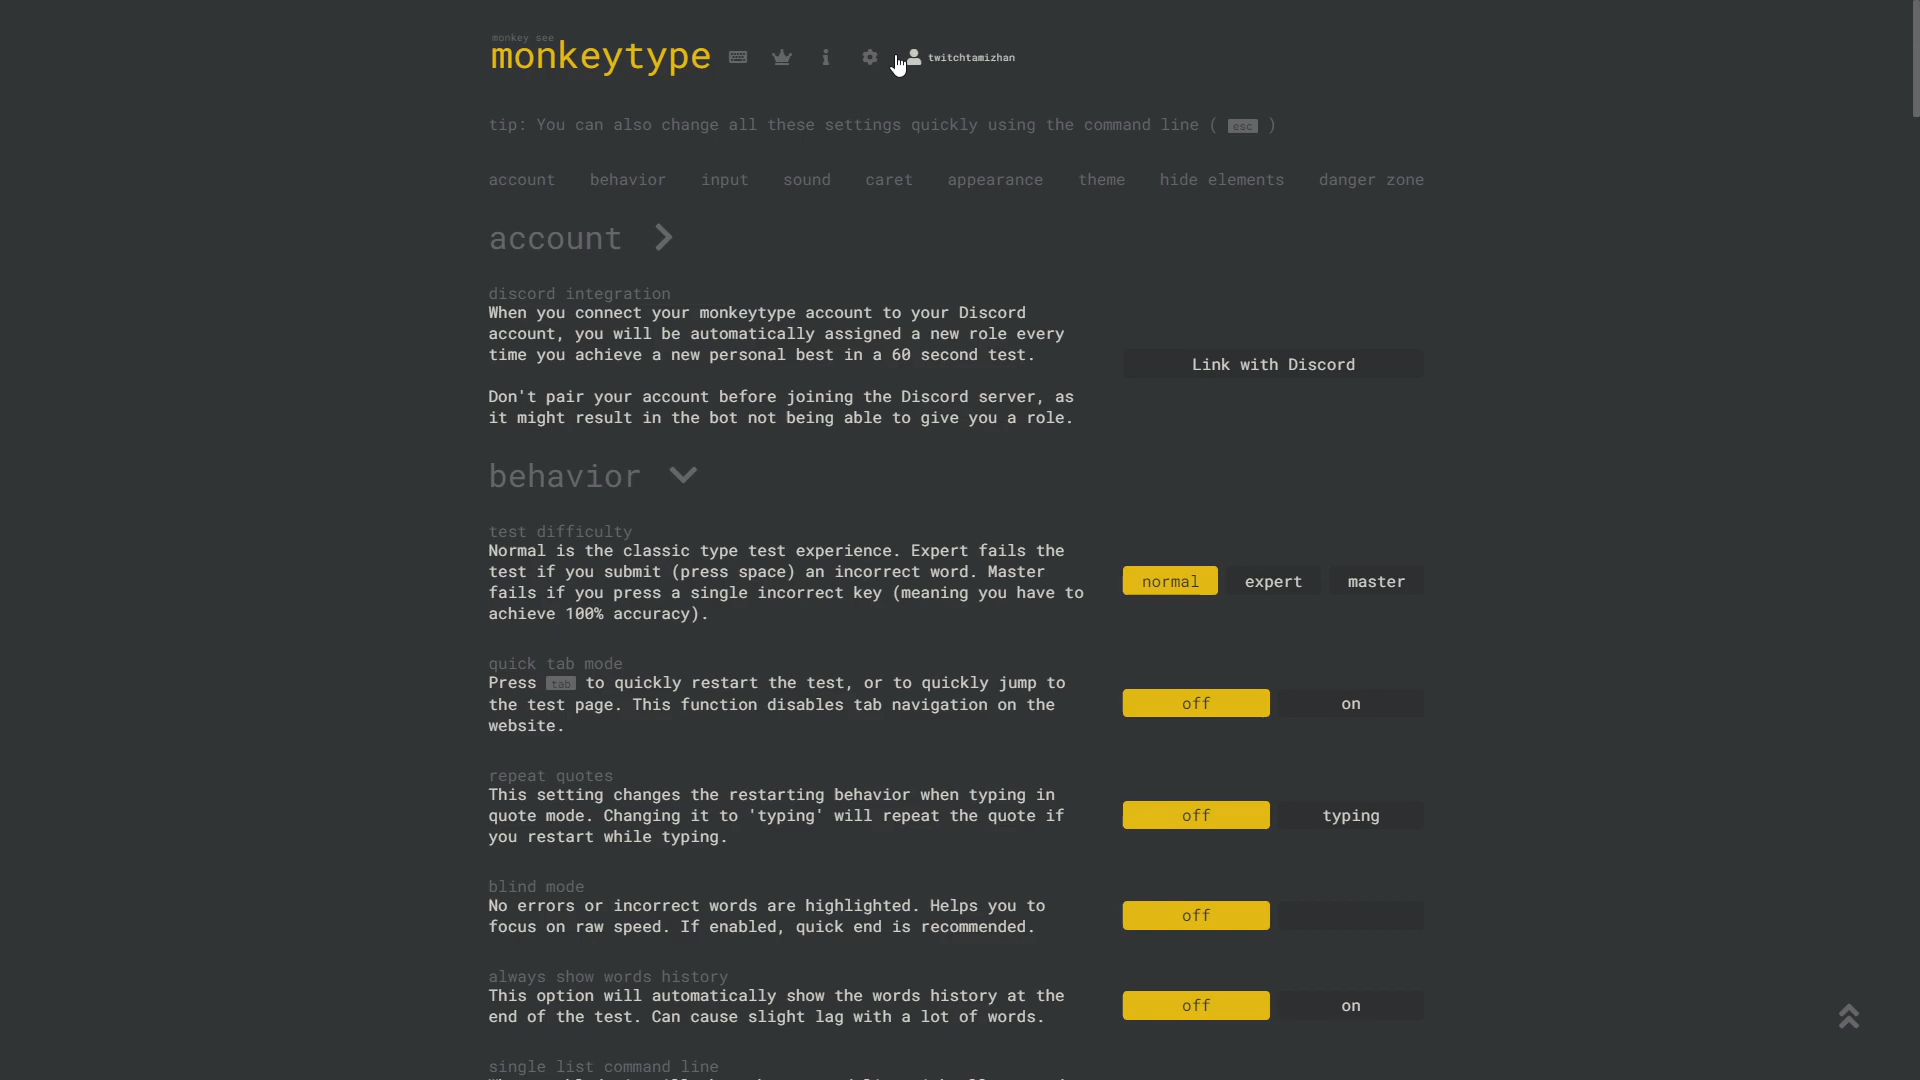 monkey see
monkeytype
twitchtamizhan
tip: You can also change all these settings quickly using the command line ( esc )
account behavior input sound caret appearance theme hide elements danger zone
account
discord integration
When you connect your monkeytype account to your Discord
account, you will be automatically assigned a new role every
time you achieve a new personal best in a 60 second test.
Link with Discord
Don't pair your account before joining the Discord server, as
it might result in the bot not being able to give you a role.
behavior
test difficulty
Normal is the classic type test experience. Expert fails the
test if you submit (press space) an incorrect word. Master
fails if you press a single incorrect key (meaning you have to
achieve 100% accuracy).
normal expert master
quick tab mode
Press tab to quickly restart the test, or to quickly jump to
the test page. This function disables tab navigation on the
website.
off on
repeat quotes
This setting changes the restarting behavior when typing in
quote mode. Changing it to 'typing' will repeat the quote if
you restart while typing.
off typing
blind mode
No errors or incorrect words are highlighted. Helps you to
focus on raw speed. If enabled, quick end is recommended.
off
always show words history
This option will automatically show the words history at the
end of the test. Can cause slight lag with a lot of words.
off on
single list command line